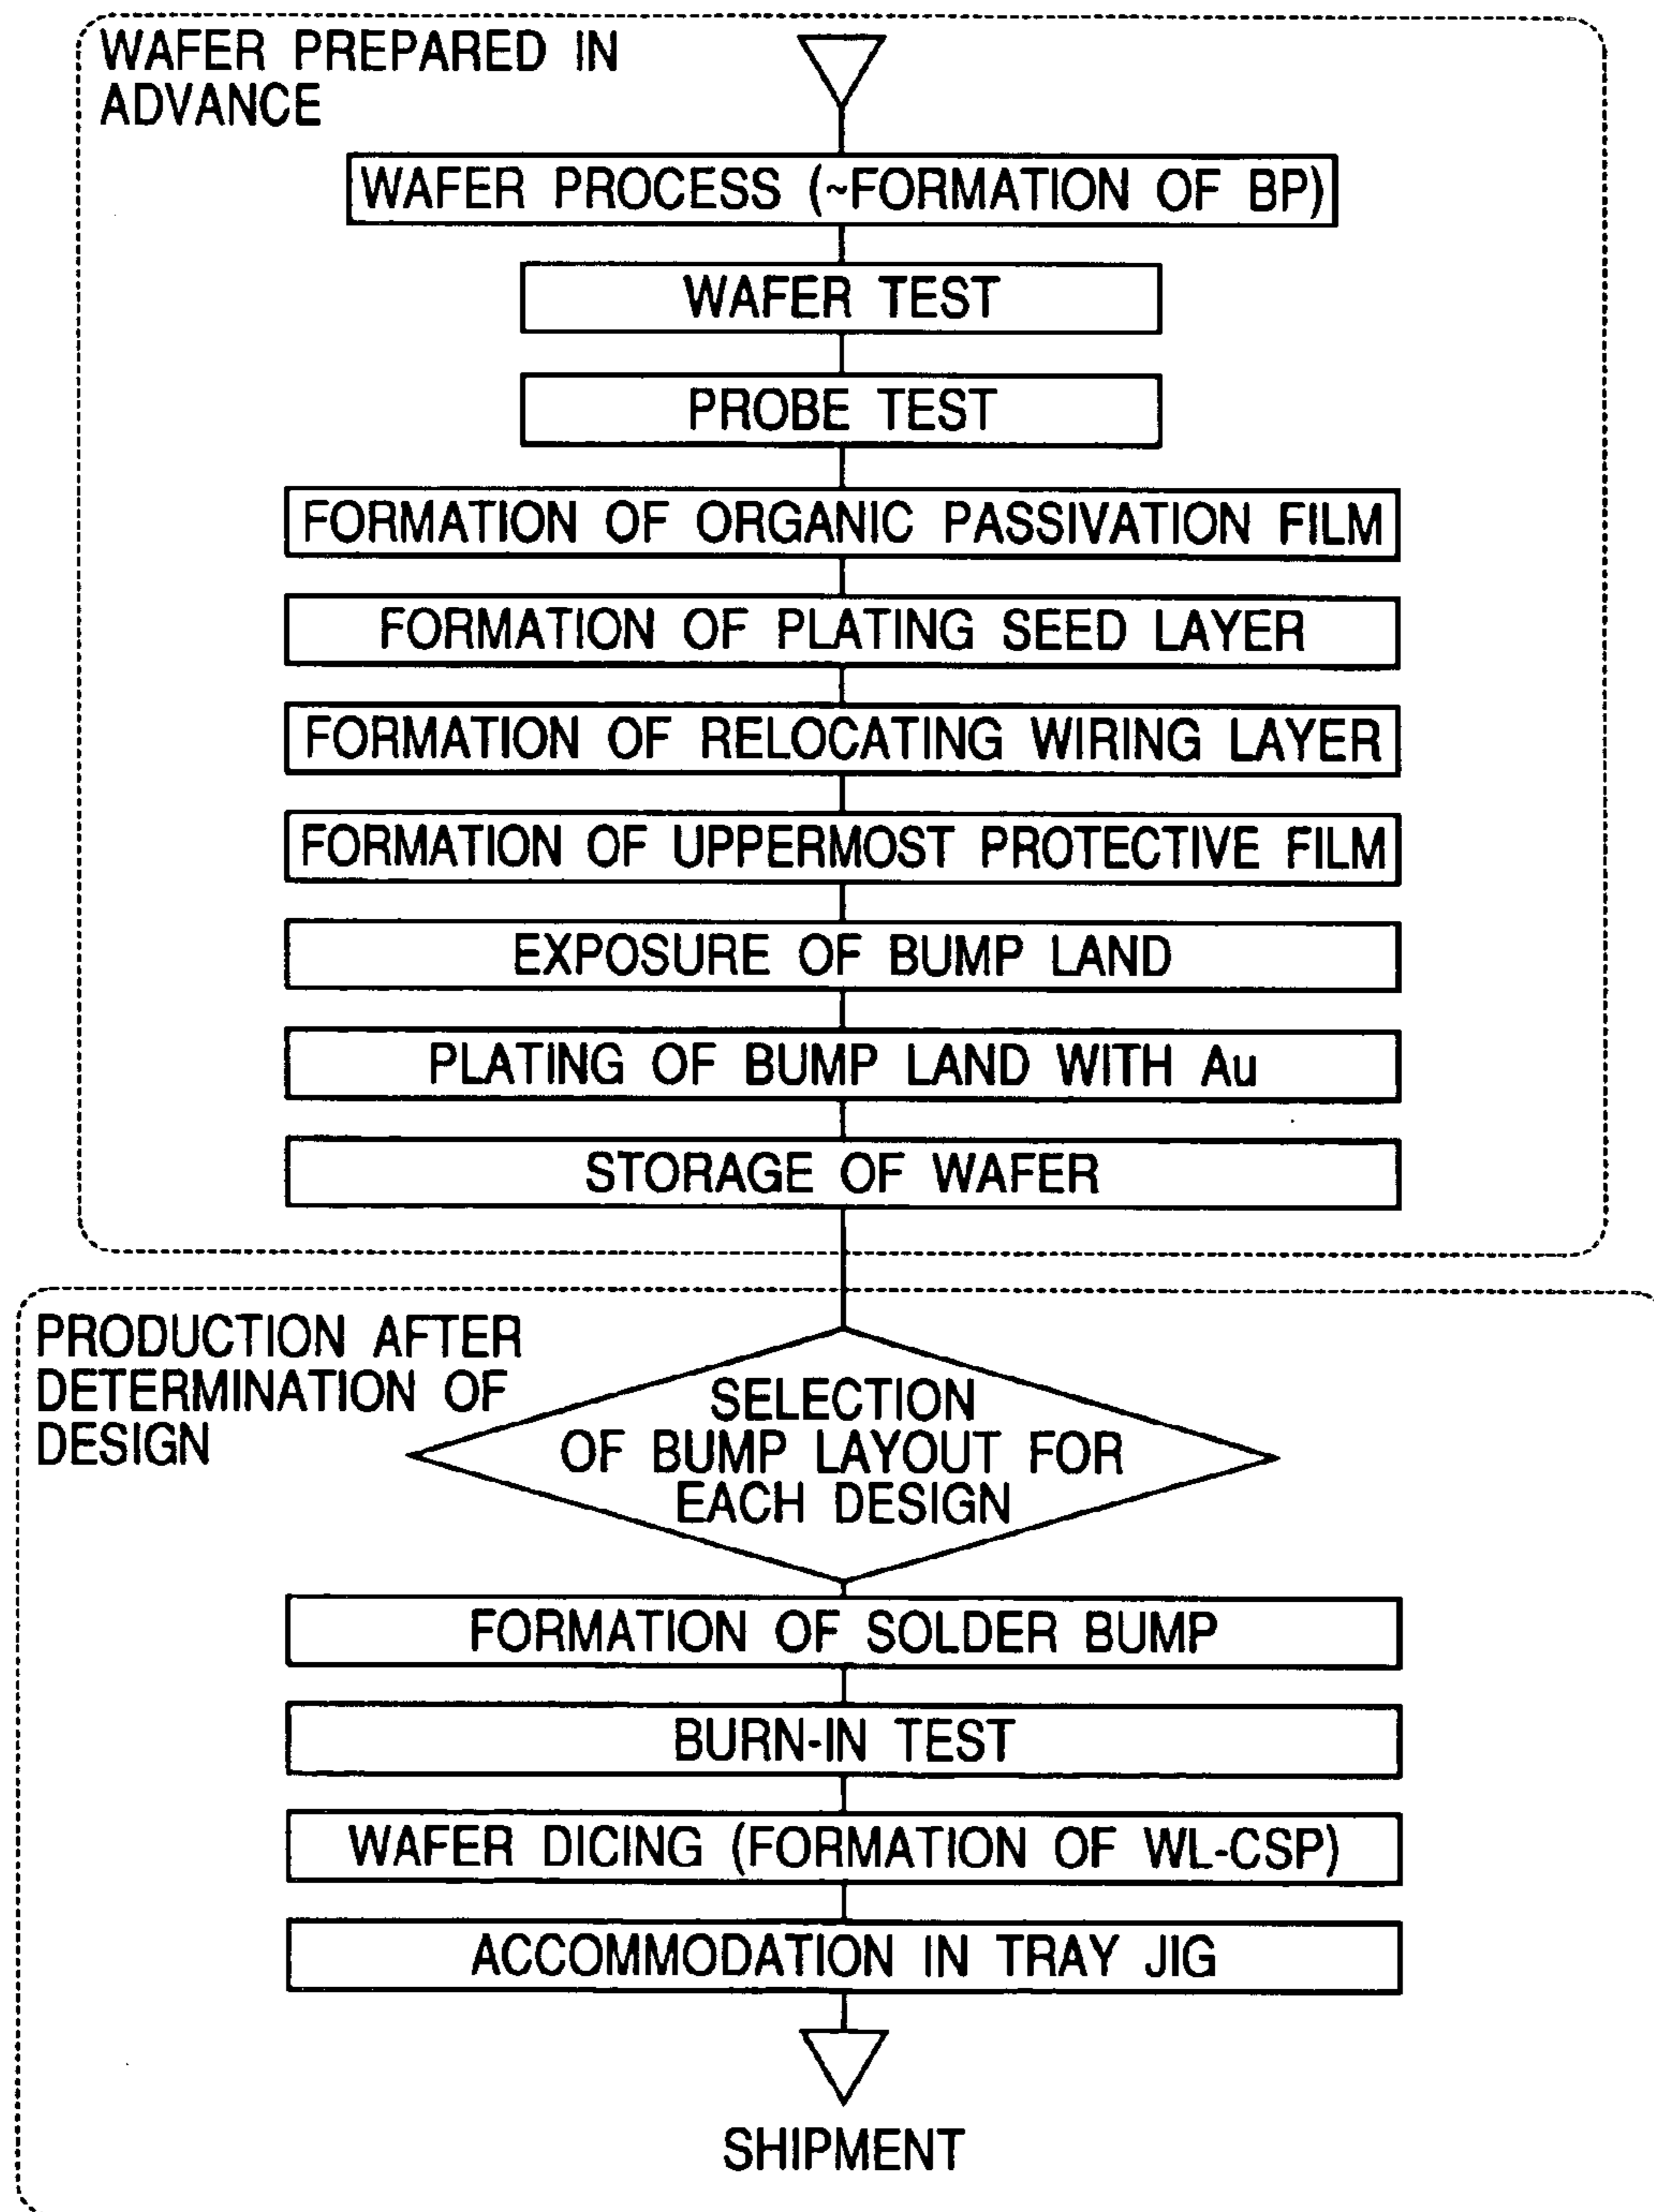 WAFER PREPARED IN
ADVANCE
WAFER PROCESS (~FORMATION OF BP)
WAFER TEST
PROBE TEST
FORMATION OF ORGANIC PASSIVATION FILM
FORMATION OF PLATING SEED LAYER
FORMATION OF RELOCATING WIRING LAYER
FORMATION OF UPPERMOST PROTECTIVE FILM
EXPOSURE OF BUMP LAND
PLATING OF BUMP LAND WITH Au
STORAGE OF WAFER
PRODUCTION AFTER
DETERMINATION OF
DESIGN
SELECTION
OF BUMP LAYOUT FOR
EACH DESIGN
FORMATION OF SOLDER BUMP
BURN-IN TEST
WAFER DICING (FORMATION OF WL-CSP)
ACCOMMODATION IN TRAY JIG
SHIPMENT